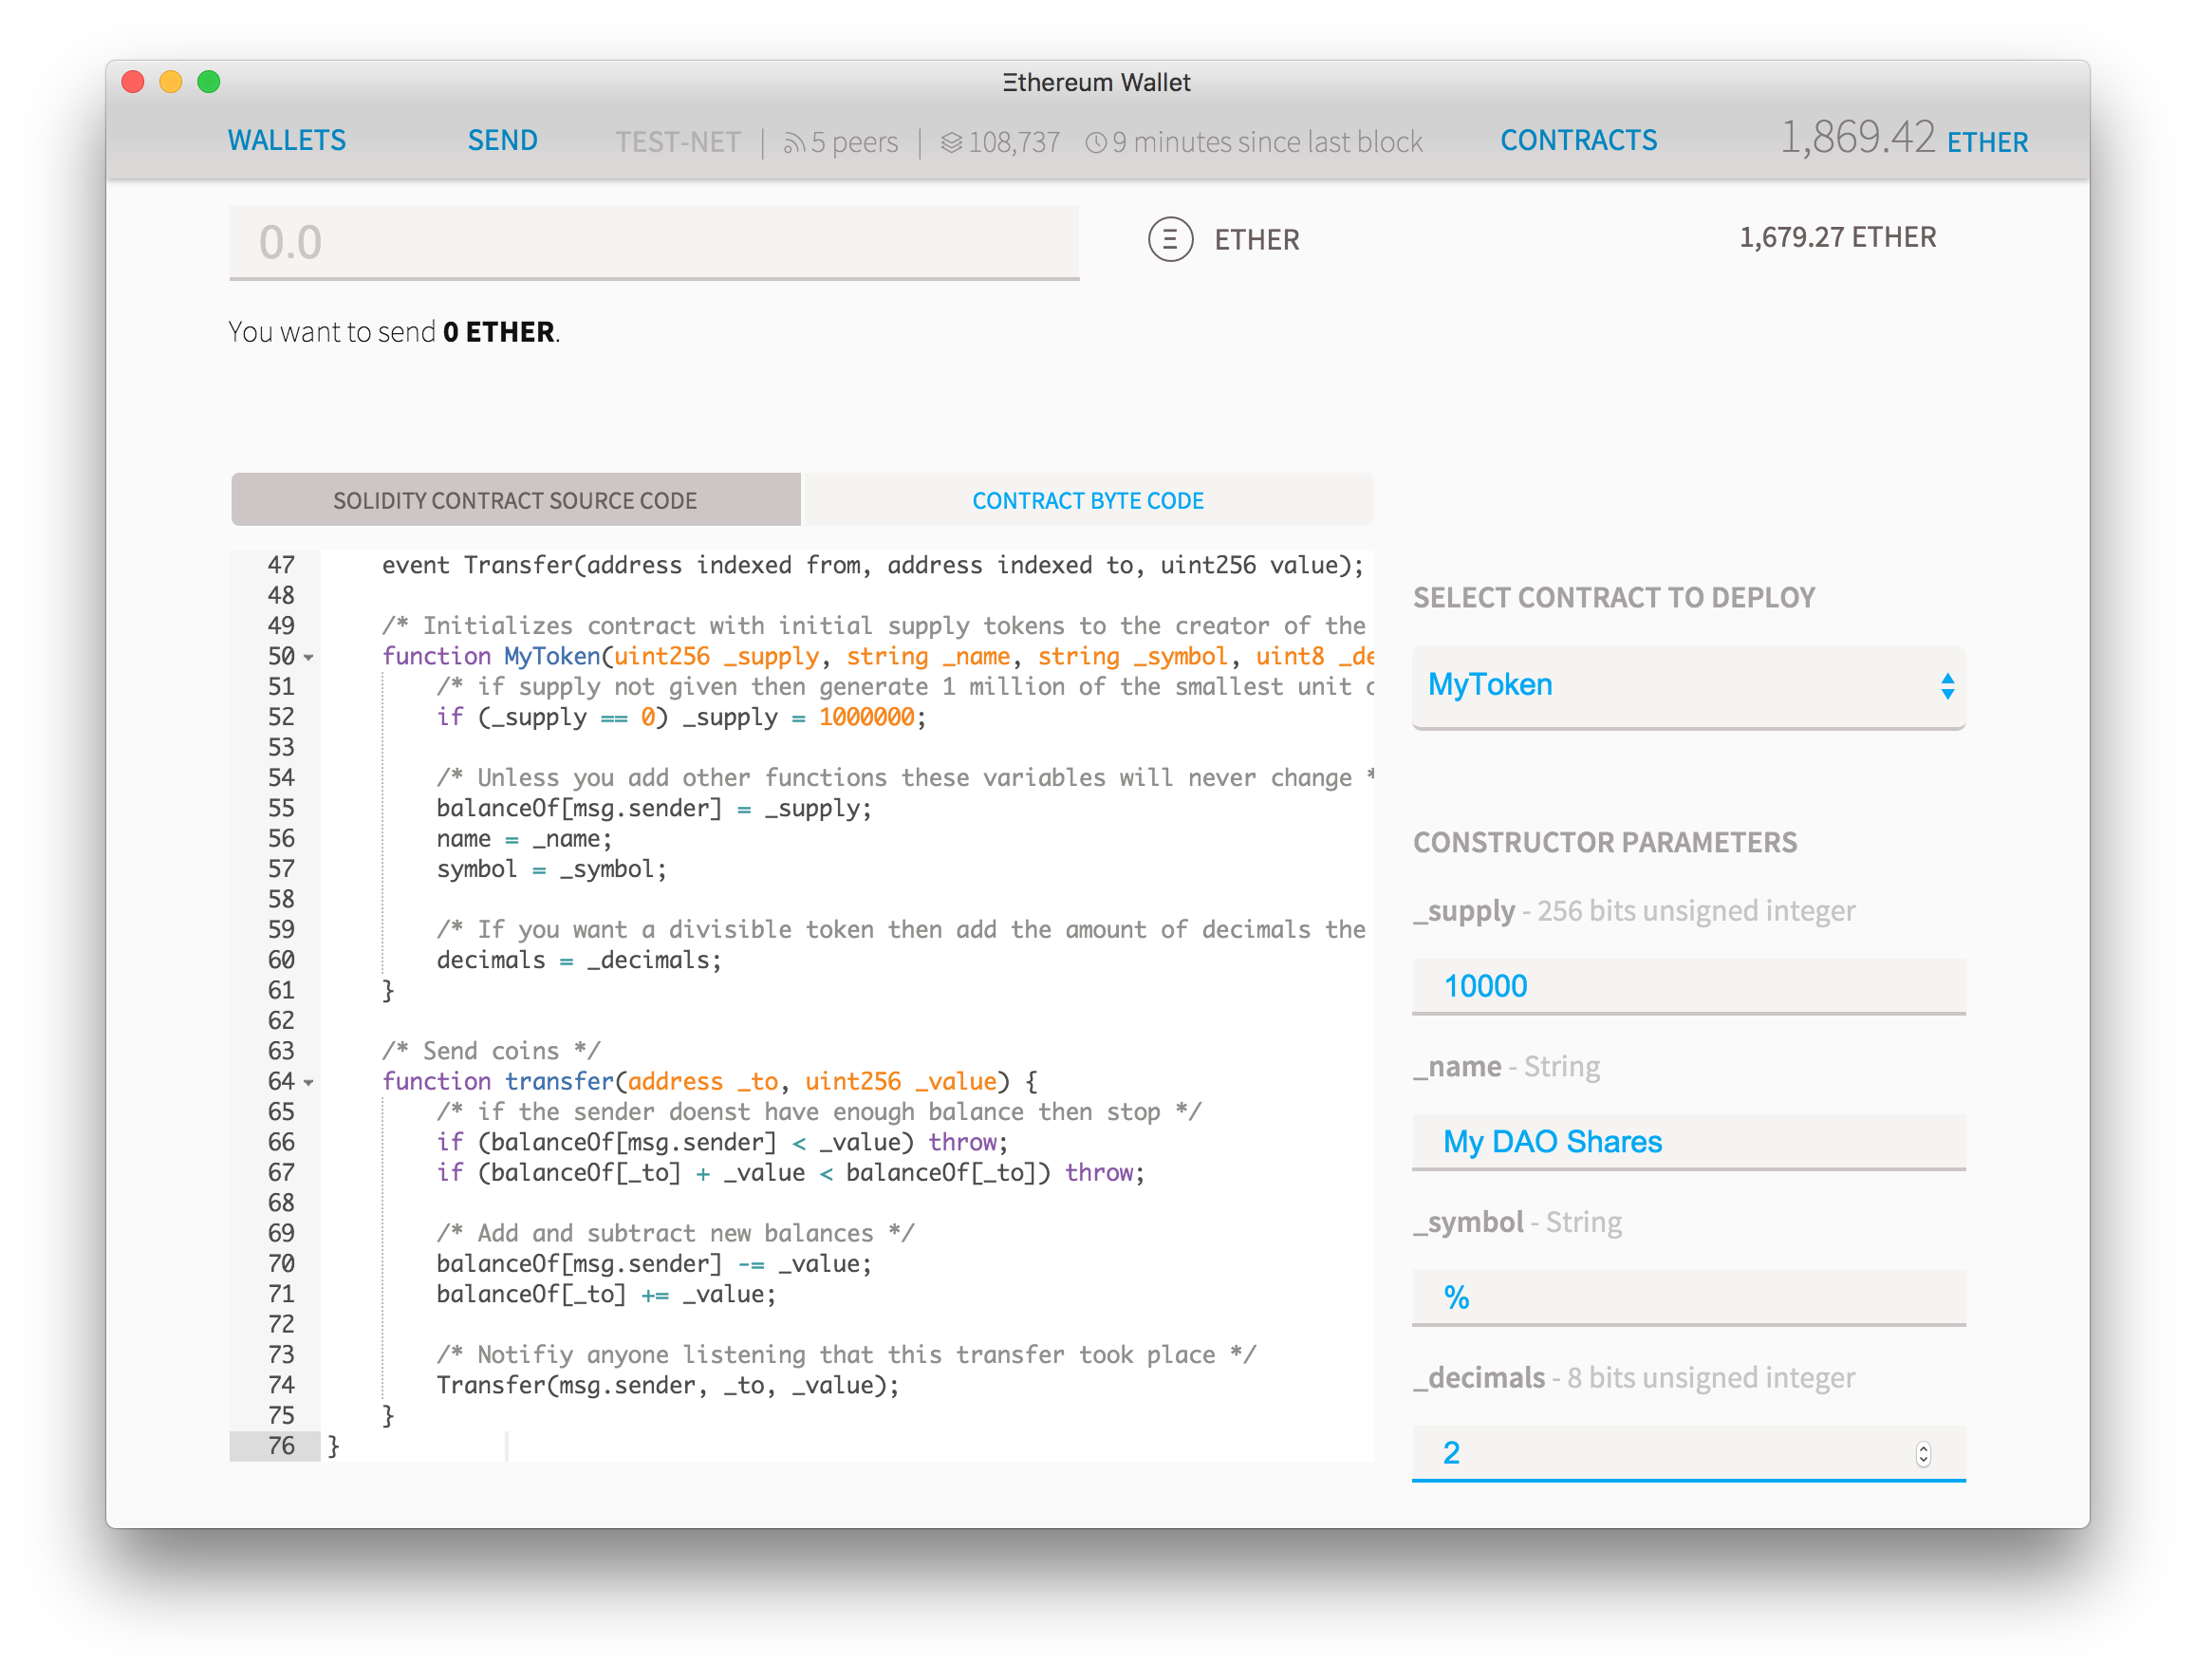 Ξthereum Wallet
WALLETS SEND TEST-NET | 5 peers | 108,737 9 minutes since last block CONTRACTS 1,869.42 ETHER
0.0 Ξ ETHER 1,679.27 ETHER
You want to send 0 ETHER.
SOLIDITY CONTRACT SOURCE CODE CONTRACT BYTE CODE
47 event Transfer(address indexed from, address indexed to, uint256 value);
48
49 /* Initializes contract with initial supply tokens to the creator of the
50 function MyToken(uint256 _supply, string _name, string _symbol, uint8 _de
51 /* if supply not given then generate 1 million of the smallest unit
52 if (_supply == 0) _supply = 1000000;
53
54 /* Unless you add other functions these variables will never change *
55 balanceOf[msg.sender] = _supply;
56 name = _name;
57 symbol = _symbol;
58
59 /* If you want a divisible token then add the amount of decimals the
60 decimals = _decimals;
61 }
62
63 /* Send coins */
64 function transfer(address _to, uint256 _value) {
65 /* if the sender doenst have enough balance then stop */
66 if (balanceOf[msg.sender] < _value) throw;
67 if (balanceOf[_to] + _value < balanceOf[_to]) throw;
68
69 /* Add and subtract new balances */
70 balanceOf[msg.sender] -= _value;
71 balanceOf[_to] += _value;
72
73 /* Notifiy anyone listening that this transfer took place */
74 Transfer(msg.sender, _to, _value);
75 }
76 }
SELECT CONTRACT TO DEPLOY
MyToken
CONSTRUCTOR PARAMETERS
_supply - 256 bits unsigned integer
10000
_name - String
My DAO Shares
_symbol - String
%
_decimals - 8 bits unsigned integer
2